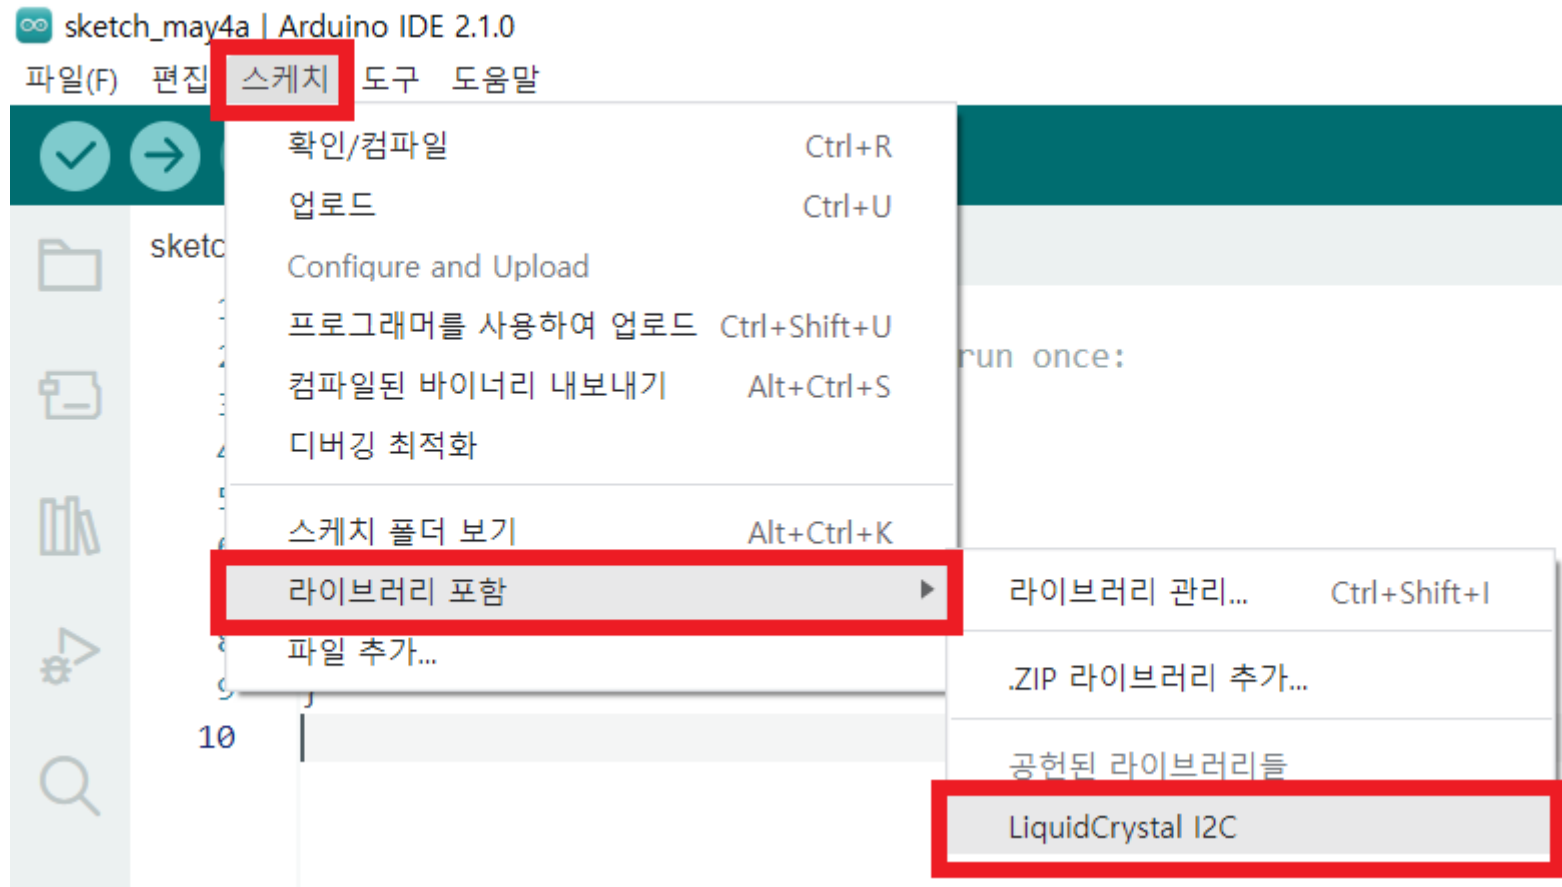 sketch_may4a | Arduino IDE 2.1.0
파일(F) 편집 스케치 도구 도움말
확인/컴파일 Ctrl+R
업로드 Ctrl+U
sketc
Configure and Upload
프로그래머를 사용하여 업로드 Ctrl+Shift+U
run once:
컴파일된 바이너리 내보내기 Alt+Ctrl+S
디버깅 최적화
스케치 폴더 보기 Alt+Ctrl+K
라이브러리 포함
라이브러리 관리... Ctrl+Shift+I
파일 추가...
.ZIP 라이브러리 추가...
10
공헌된 라이브러리들
LiquidCrystal I2C